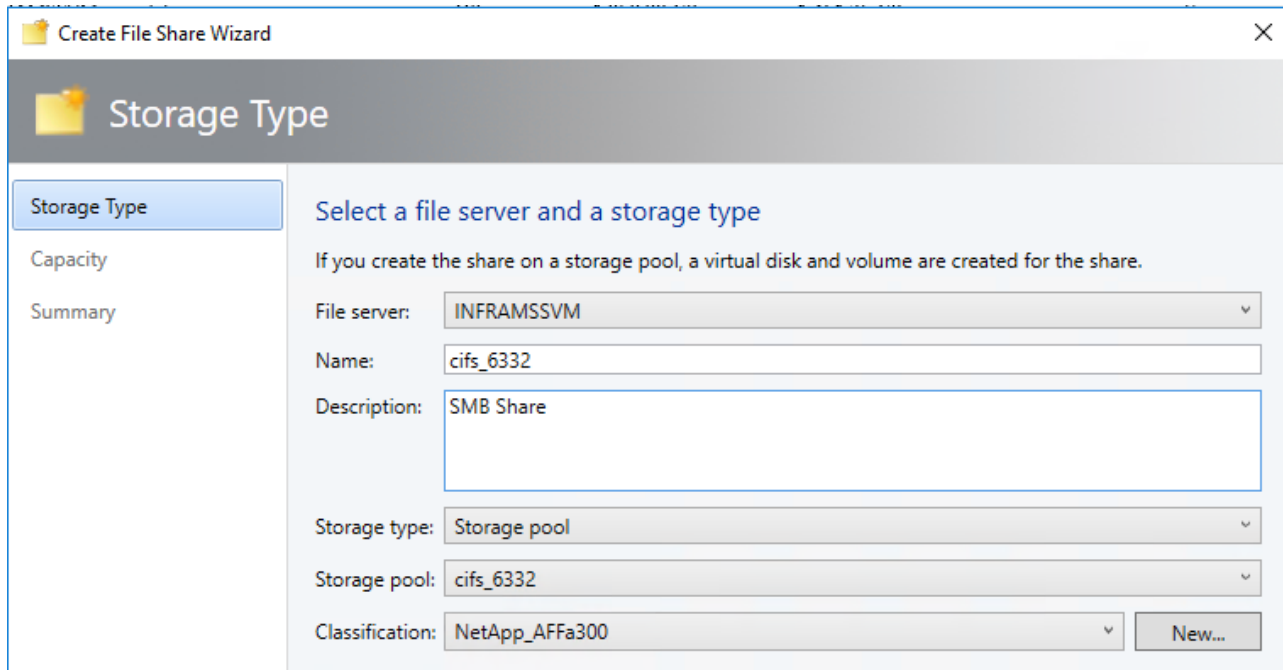 Create File Share Wizard
Storage Type
Storage Type
Capacity
Summary
Select a file server and a storage type
If you create the share on a storage pool, a virtual disk and volume are created for the share.
File server: INFRAMSSVM
Name: cifs_6332
Description: SMB Share
Storage type: Storage pool
Storage pool: cifs_6332
Classification: NetApp_AFFa300 New...